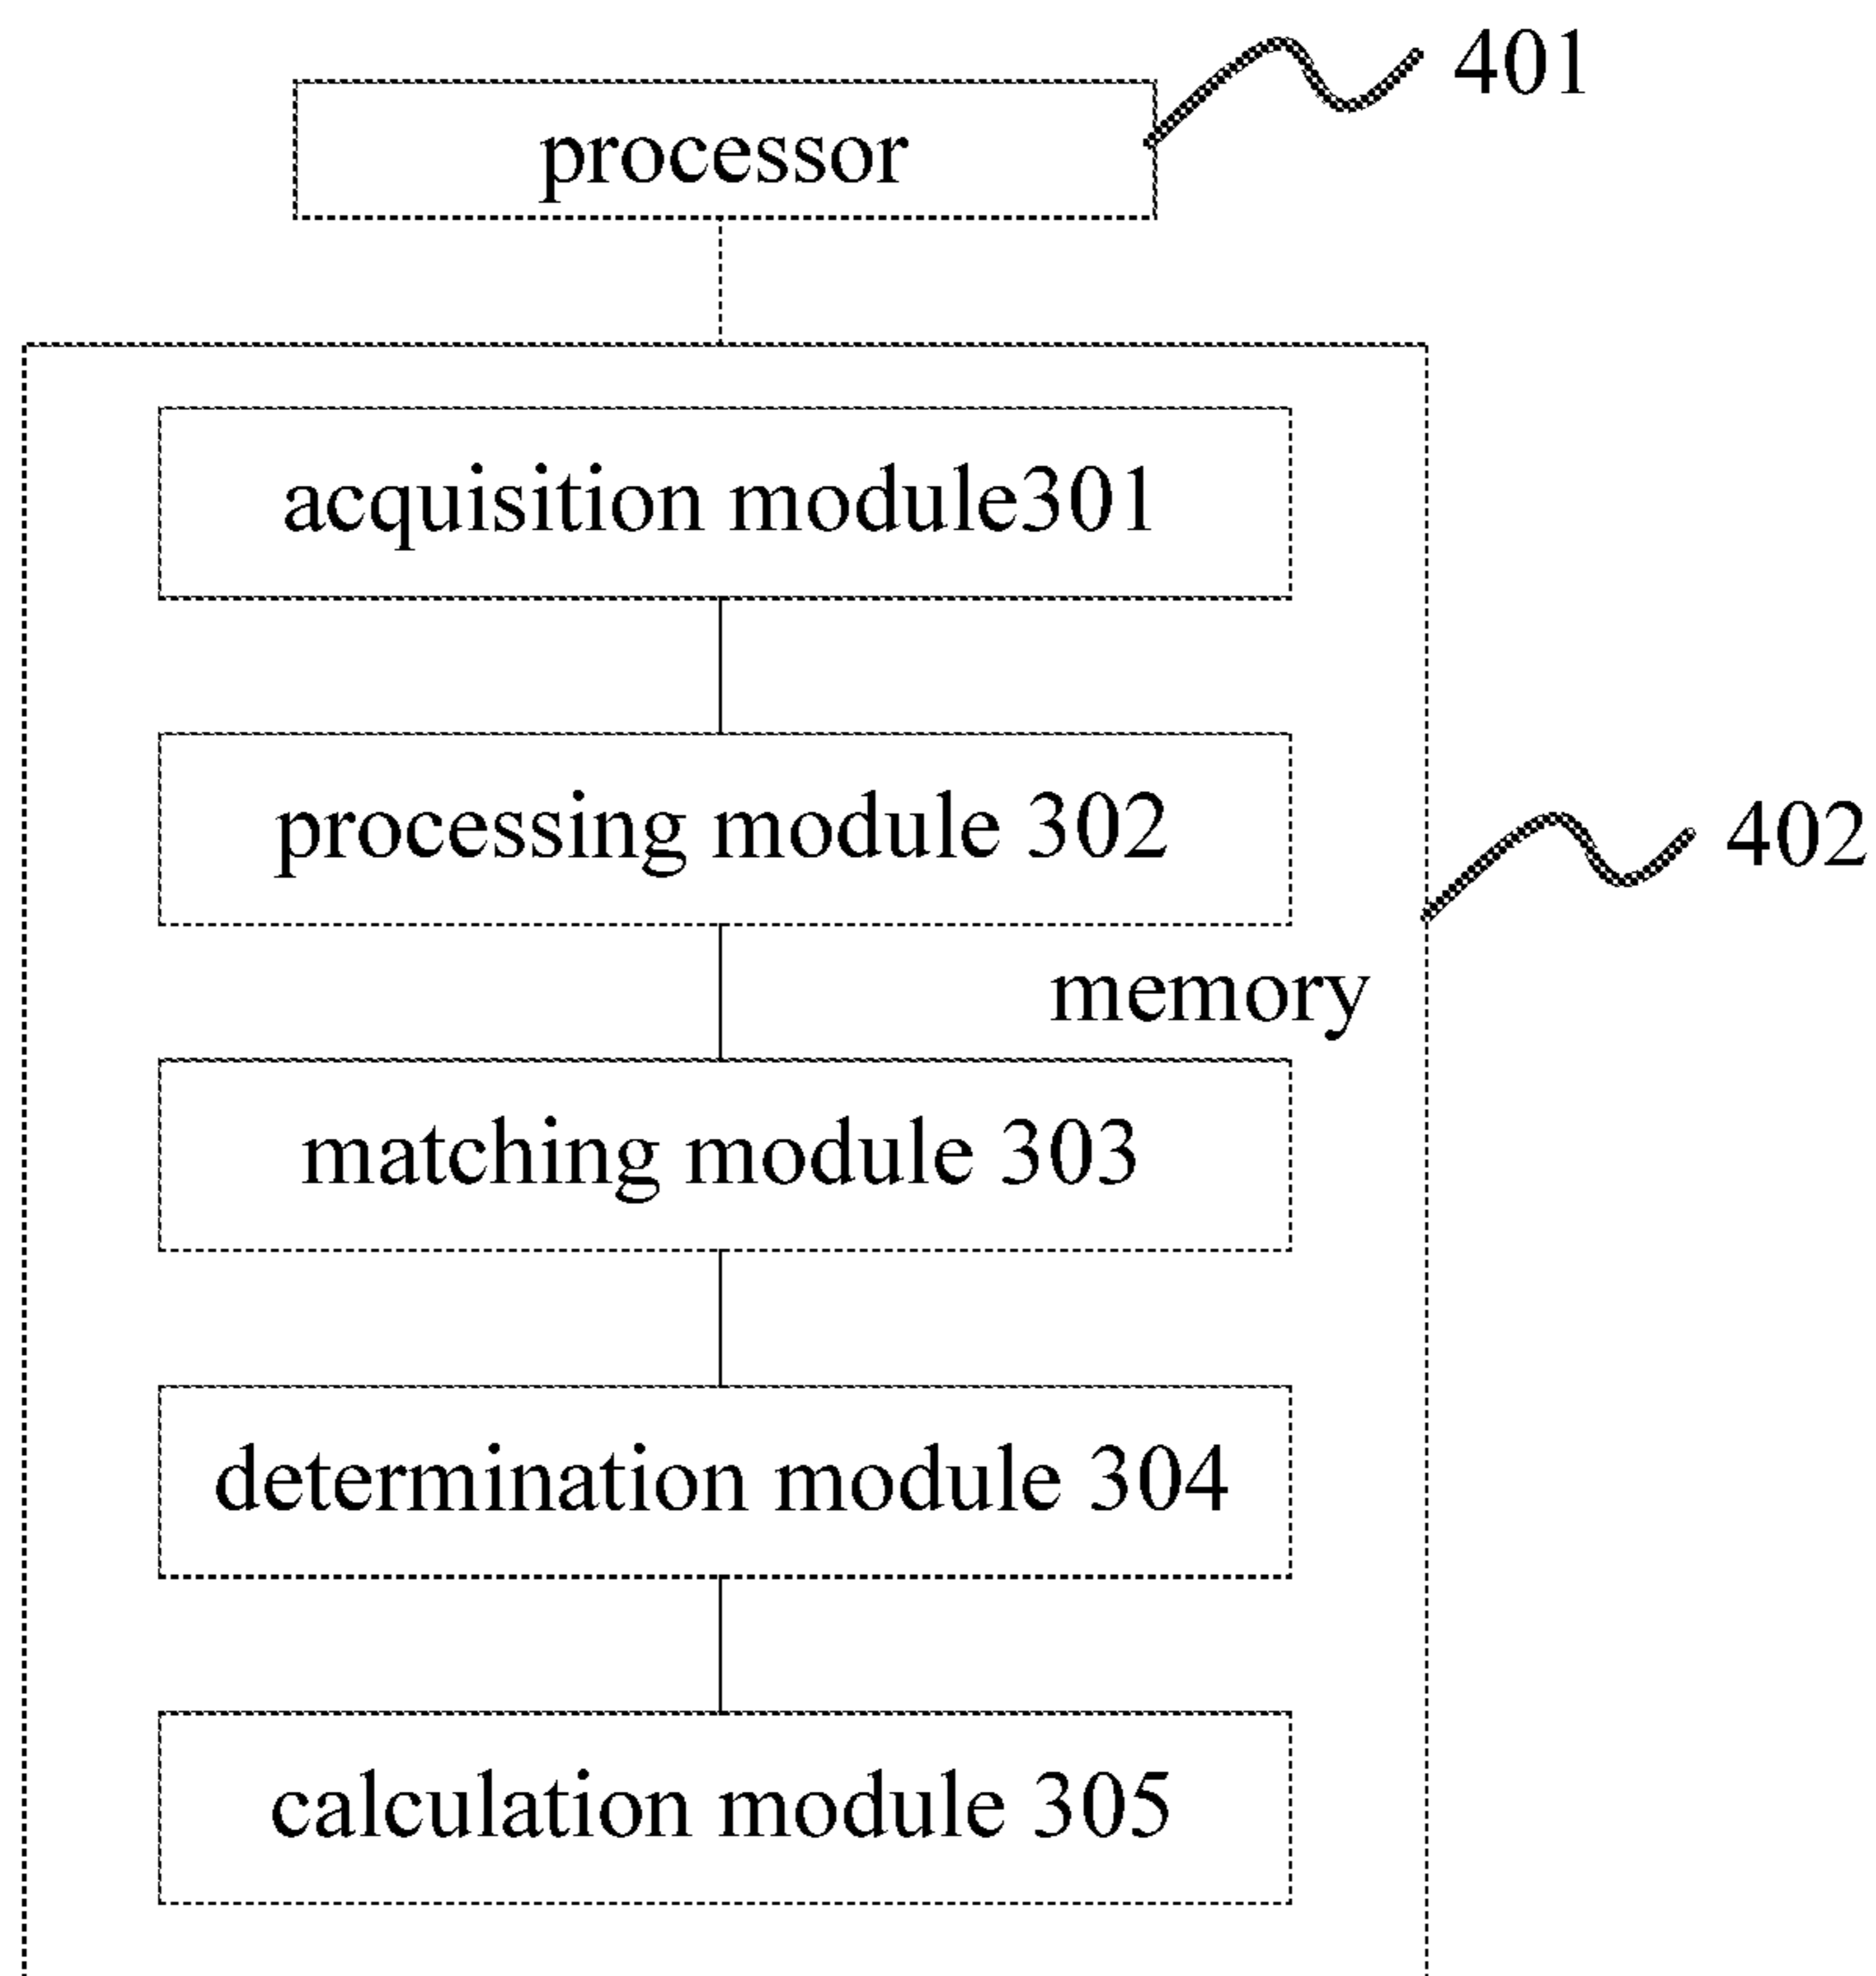 401
processor
acquisition module301
processing module 302
402
memory
matching module 303
determination module 304
calculation module 305